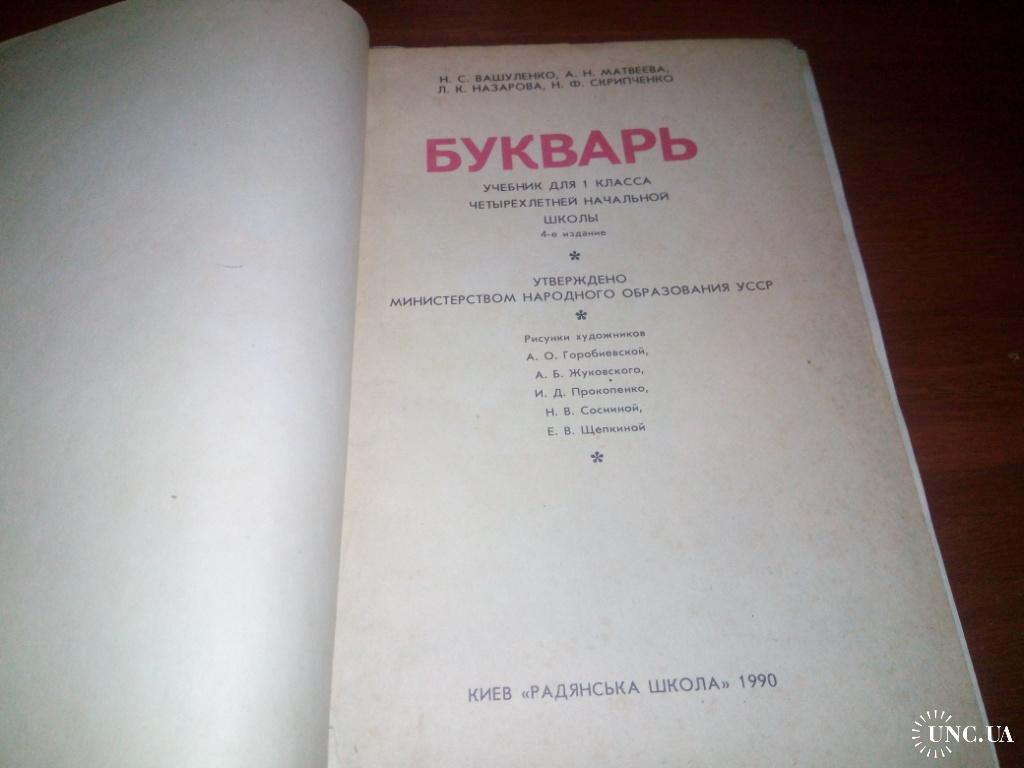 Н. С. ВАШУЛЕНКО, А. Н. МАТВЕЕВА,
Л. К. НАЗАРОВА, Н. Ф. СКРИПЧЕНКО
БУКВАРЬ
УЧЕБНИК ДЛЯ 1 КЛАССА
ЧЕТЫРЕХЛЕТНЕЙ НАЧАЛЬНОЙ
ШКОЛЫ
4-е издание
*
УТВЕРЖДЕНО
МИНИСТЕРСТВОМ НАРОДНОГО ОБРАЗОВАНИЯ УССР
*
Рисунки художников
А. О. Горобиевской,
А. Б. Жуковского,
И. Д. Прокопенко,
Н. В. Сосниной,
Е. В. Щепкиной
*
КИЕВ «РАДЯНСЬКА ШКОЛА» 1990
UNC.UA